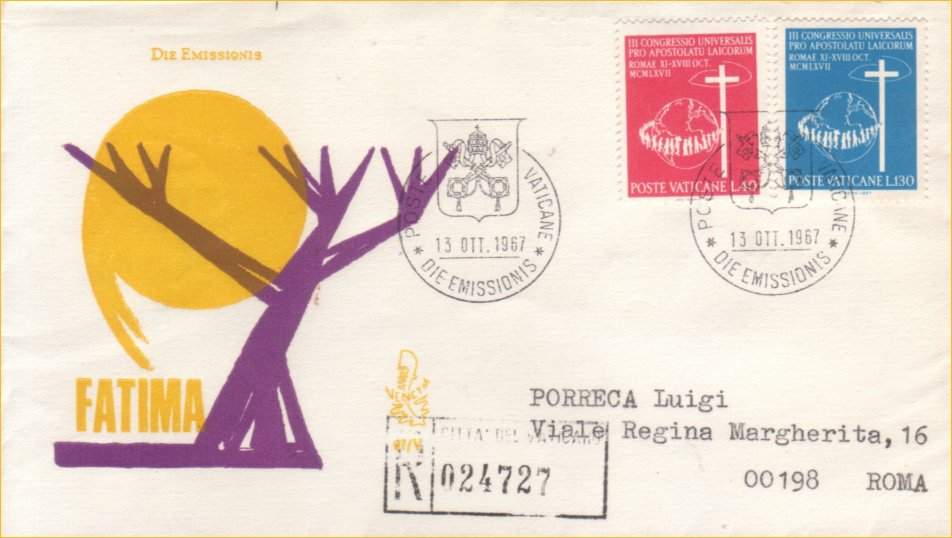 DIE EMISSIONIS
III CONGRESSIO UNIVERSALIS
PRO APOSTOLATU LAICORUM
ROMAE XI-XVIII OCT.
MCMLXVII
POSTE VATICANE L.40
III CONGRESSIO UNIVERSALIS
PRO APOSTOLATU LAICORUM
ROMAE XI-XVIII OCT.
MCMLXVII
POSTE VATICANE L.130
POSTE VATICANE
13 OTT. 1967
* DIE EMISSIONIS *
POSTE VATICANE
13 OTT. 1967
* DIE EMISSIONIS *
FATIMA
PORRECA Luigi
Viale Regina Margherita, 16
00198 ROMA
CITTA' DEL VATICANO
R 024727